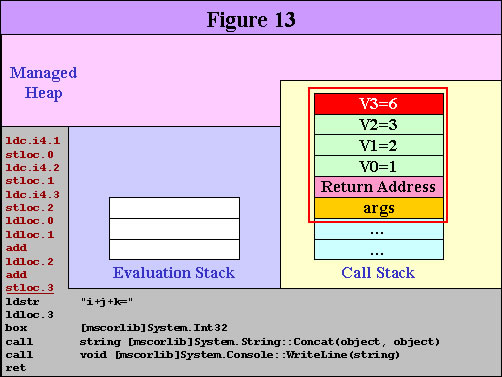 Figure 13
Managed
Heap
V3=6
V2=3
V1=2
V0=1
Return Address
args
...
...
Call Stack
Evaluation Stack
ldc.i4.1
stloc.0
ldc.i4.2
stloc.1
ldc.i4.3
stloc.2
ldloc.0
ldloc.1
add
ldloc.2
add
stloc.3
ldstr "i+j+k="
ldloc.3
box [mscorlib]System.Int32
call string [mscorlib]System.String::Concat(object, object)
call void [mscorlib]System.Console::WriteLine(string)
ret